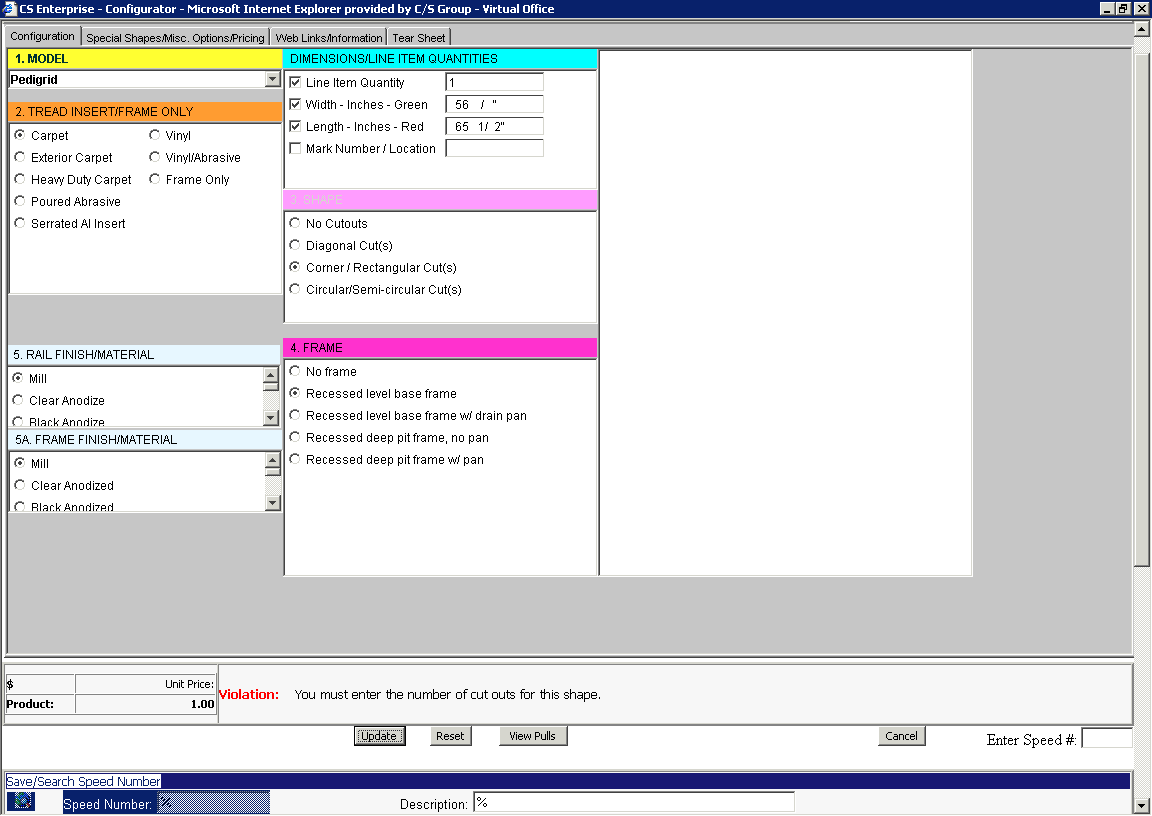 CS Enterprise - Configurator - Microsoft Internet Explorer provided by C/S Group - Virtual Office
Configuration
Special Shapes/Misc. Options/Pricing
Web Links/Information
Tear Sheet
1. MODEL
Pedigrid
2. TREAD INSERT/FRAME ONLY
Carpet Vinyl
Exterior Carpet Vinyl/Abrasive
Heavy Duty Carpet Frame Only
Poured Abrasive
Serrated Al Insert
5. RAIL FINISH/MATERIAL
Mill
Clear Anodize
Black Anodize
5A. FRAME FINISH/MATERIAL
Mill
Clear Anodized
Black Anodized
DIMENSIONS/LINE ITEM QUANTITIES
Line Item Quantity 1
Width - Inches - Green 56 / "
Length - Inches - Red 65 1/ 2"
Mark Number / Location
3. SHAPE
No Cutouts
Diagonal Cut(s)
Corner / Rectangular Cut(s)
Circular/Semi-circular Cut(s)
4. FRAME
No frame
Recessed level base frame
Recessed level base frame w/ drain pan
Recessed deep pit frame, no pan
Recessed deep pit frame w/ pan
$ Unit Price:
Product: 1.00
Violation: You must enter the number of cut outs for this shape.
Update Reset View Pulls Cancel Enter Speed #:
Save/Search Speed Number
Speed Number: % Description: %